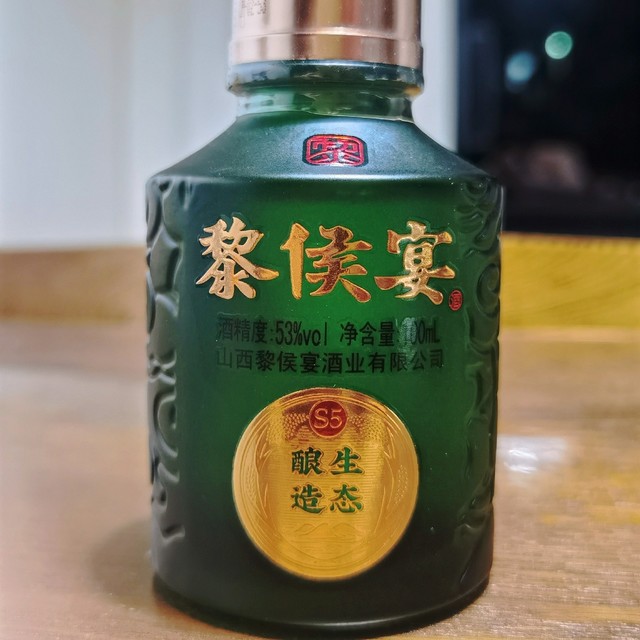 黎侯宴
酒
酒精度:53%vol 净含量:100mL
山西黎侯宴酒业有限公司
S5
酿生
造态